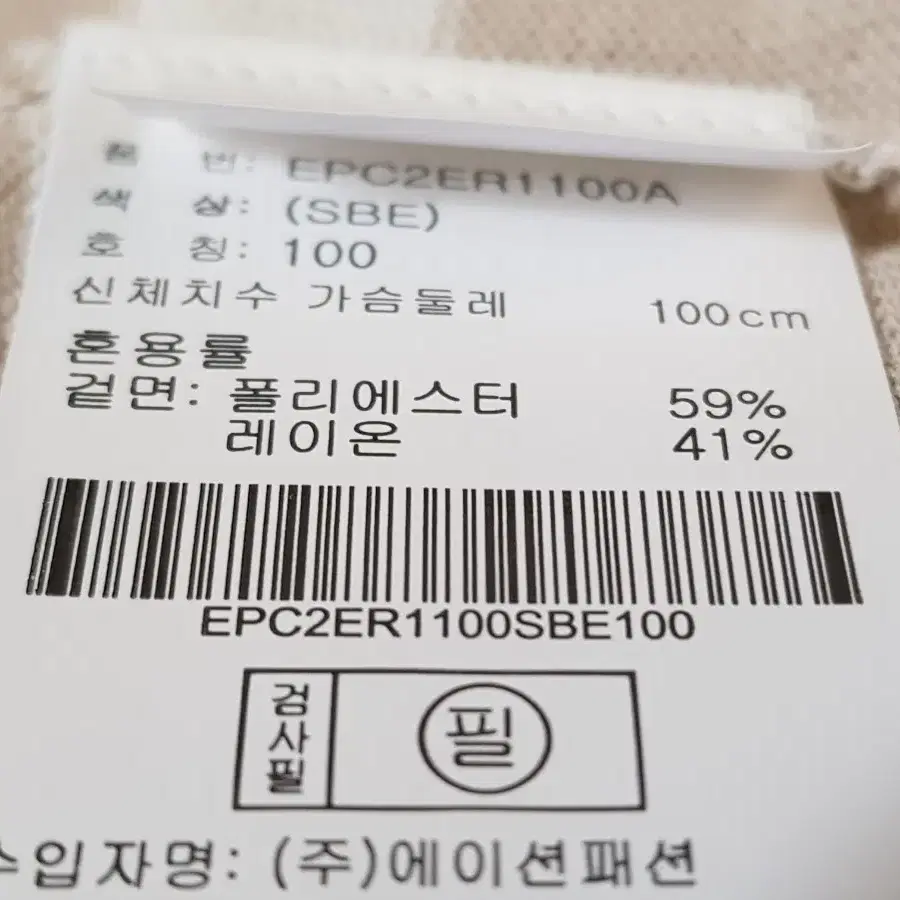 품 번: EPC2ER1100A
색 상: (SBE)
호 칭: 100
신체치수 가슴둘레 100cm
혼용률
겉면: 폴리에스터 59%
레이온 41%
EPC2ER1100SBE100
검사필 필
수입자명: (주)에이션패션